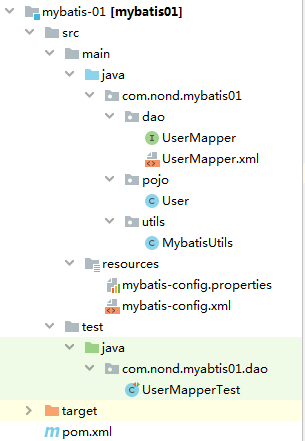 mybatis-01 [mybatis01]
src
main
java
com.nond.mybatis01
dao
UserMapper
UserMapper.xml
pojo
User
utils
MybatisUtils
resources
mybatis-config.properties
mybatis-config.xml
test
java
com.nond.myabtis01.dao
UserMapperTest
target
pom.xml